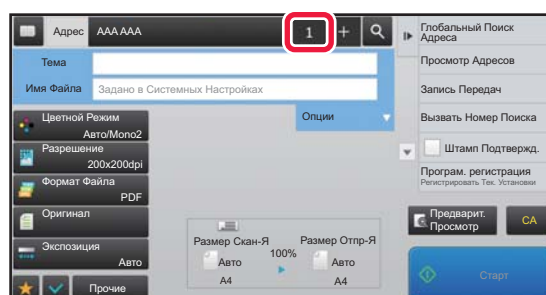 Адрес AAA AAA 1 +
Тема
Имя Файла Задано в Системных Настройках
Цветной Режим
Авто/Mono2
Опции
Разрешение
200x200dpi
Формат Файла
PDF
Оригинал
Экспозиция
Авто
Прочие
Размер Скан-Я 100% Размер Отпр-Я
Авто Авто
A4 A4
Глобальный Поиск
Адреса
Просмотр Адресов
Запись Передач
Вызвать Номер Поиска
Штамп Подтвержд.
Програм. регистрация
Регистрировать Тек. Установки
Предварит.
Просмотр
CA
Старт